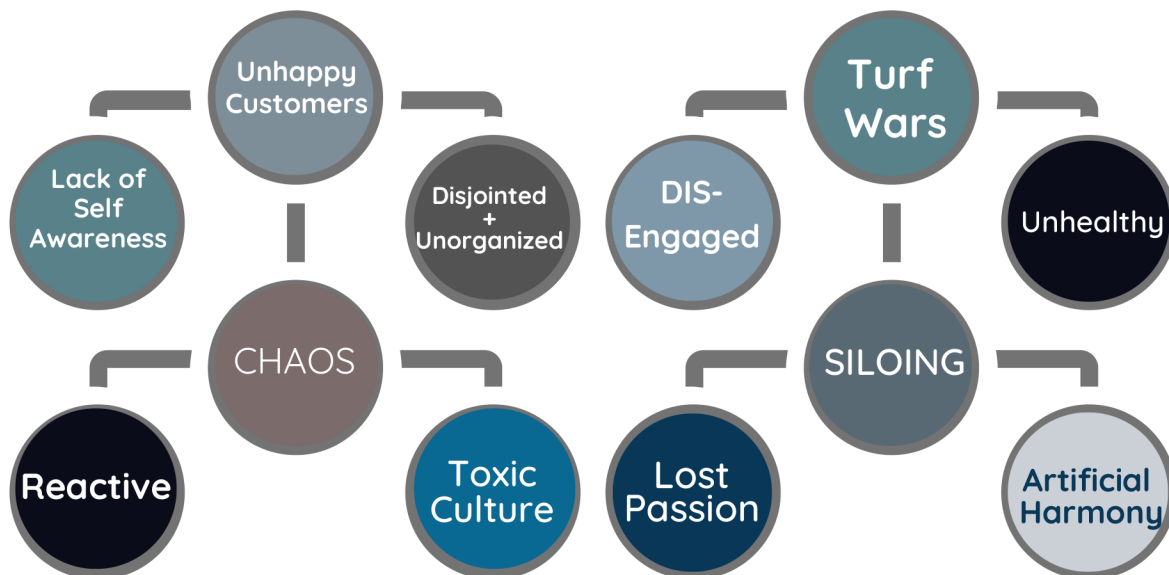 Unhappy
Customers
Lack of
Self
Awareness
Disjointed
+
Unorganized
CHAOS
Reactive
Toxic
Culture
Turf
Wars
DIS-
Engaged
Unhealthy
SILOING
Lost
Passion
Artificial
Harmony